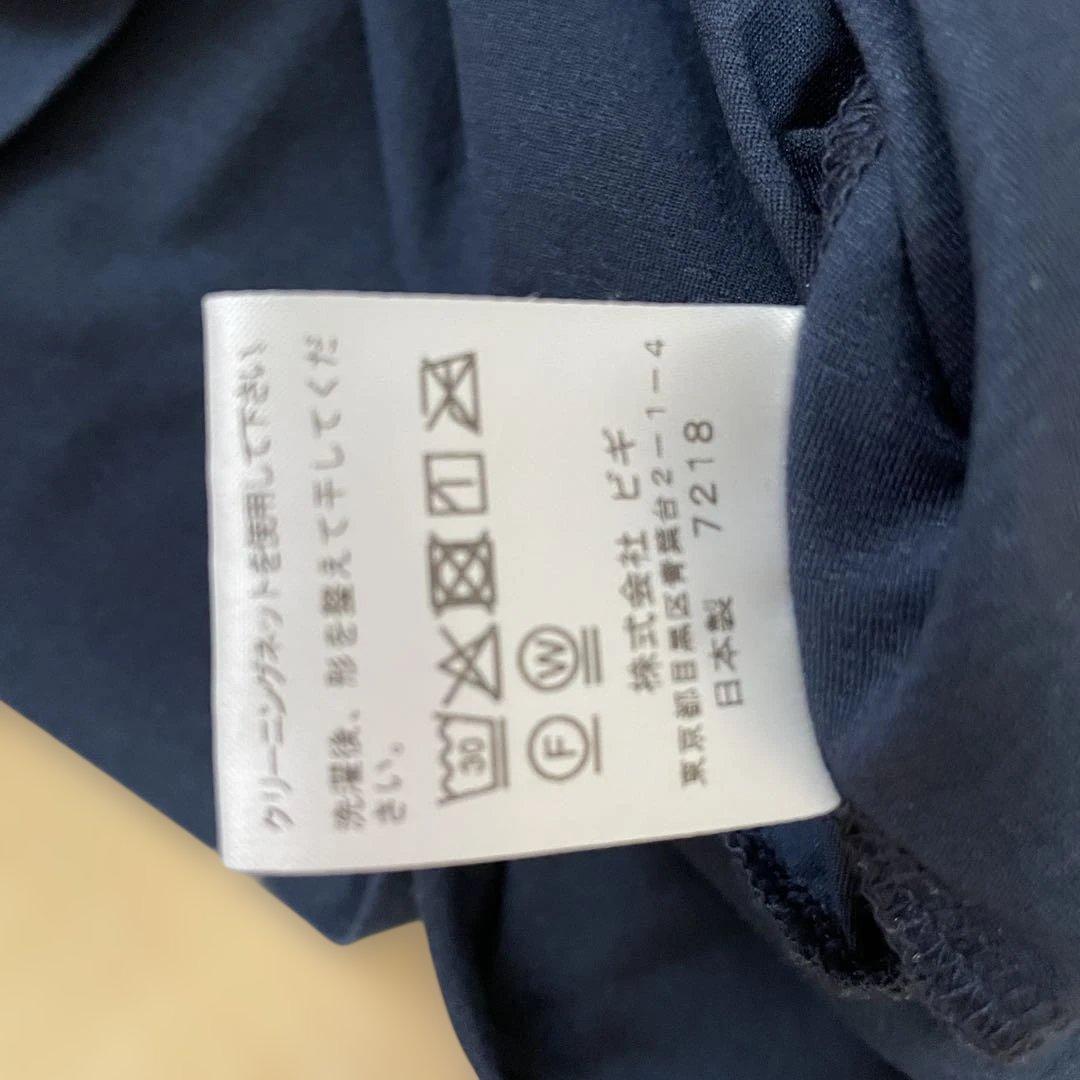 クリーニングネットを使用して下さい
洗濯後、形を整えて干してくだ
さい。
30
F W
株式会社 ビギ
東京都目黒区青葉台2-1-4
日本製 7218